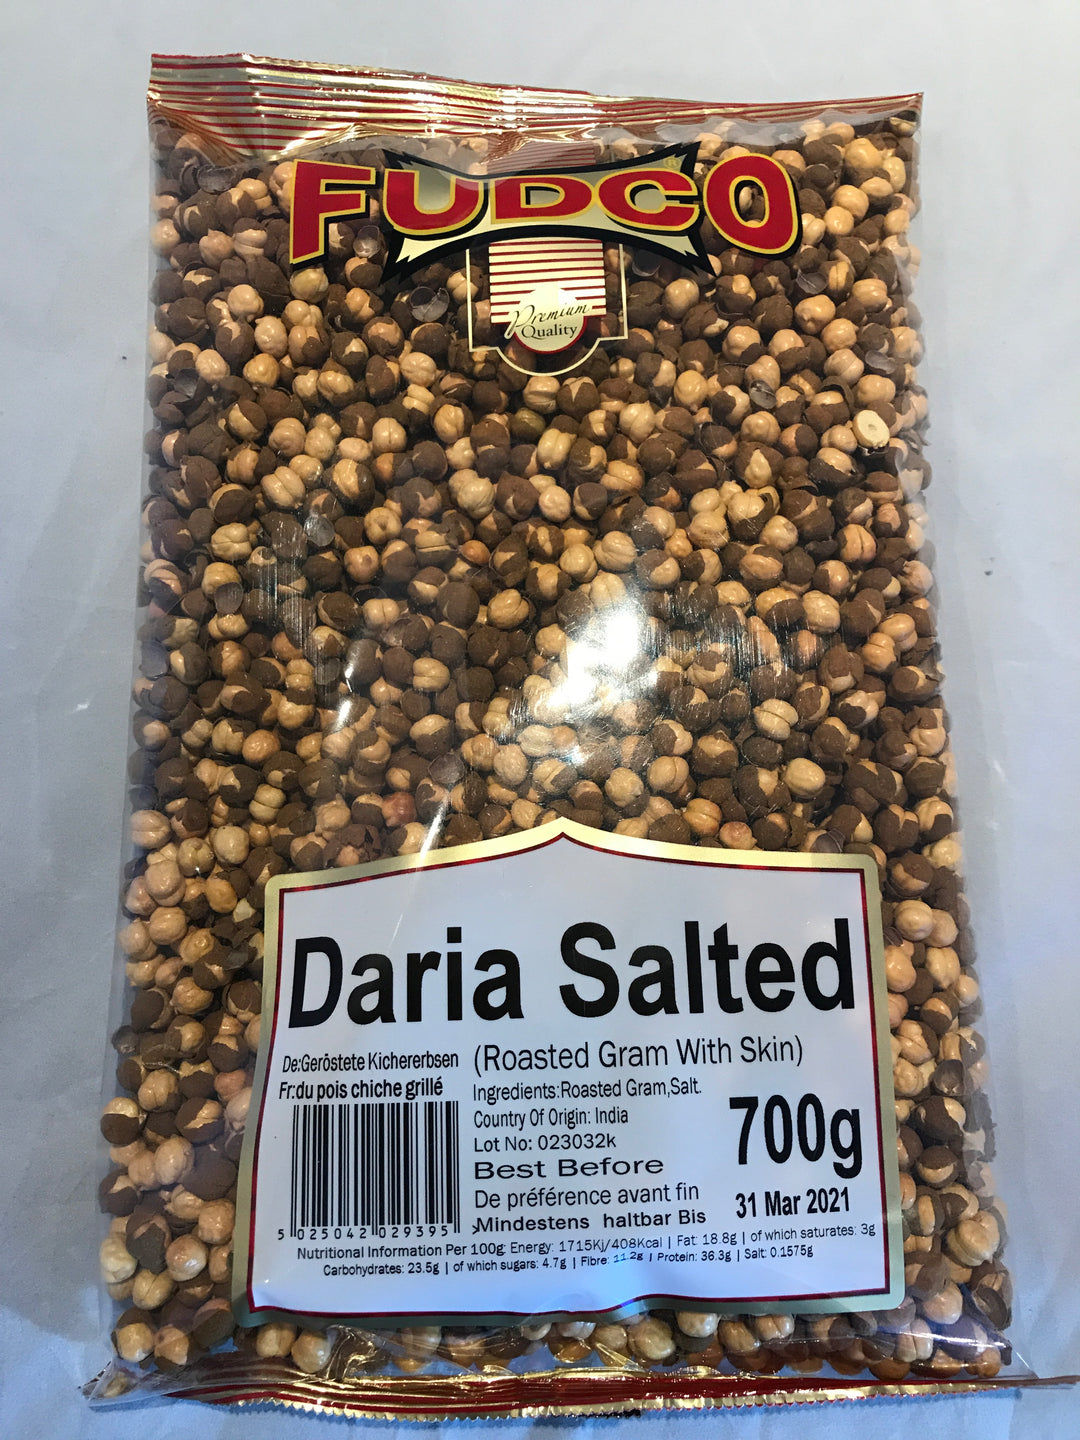 FUDCO
Premium
Quality
Daria Salted
(Roasted Gram With Skin)
De:Geröstete Kichererbsen
Fr:du pois chiche grillé
Ingredients:Roasted Gram,Salt.
Country Of Origin: India
Lot No: 023032k
700g
Best Before
De préférence avant fin
Mindestens haltbar Bis
31 Mar 2021
5 025042 029395 >
Nutritional Information Per 100g: Energy: 1715Kj/408Kcal | Fat: 18.8g | of which saturates: 3g
Carbohydrates: 23.5g | of which sugars: 4.7g | Fibre: 11.2g | Protein: 36.3g | Salt: 0.1575g